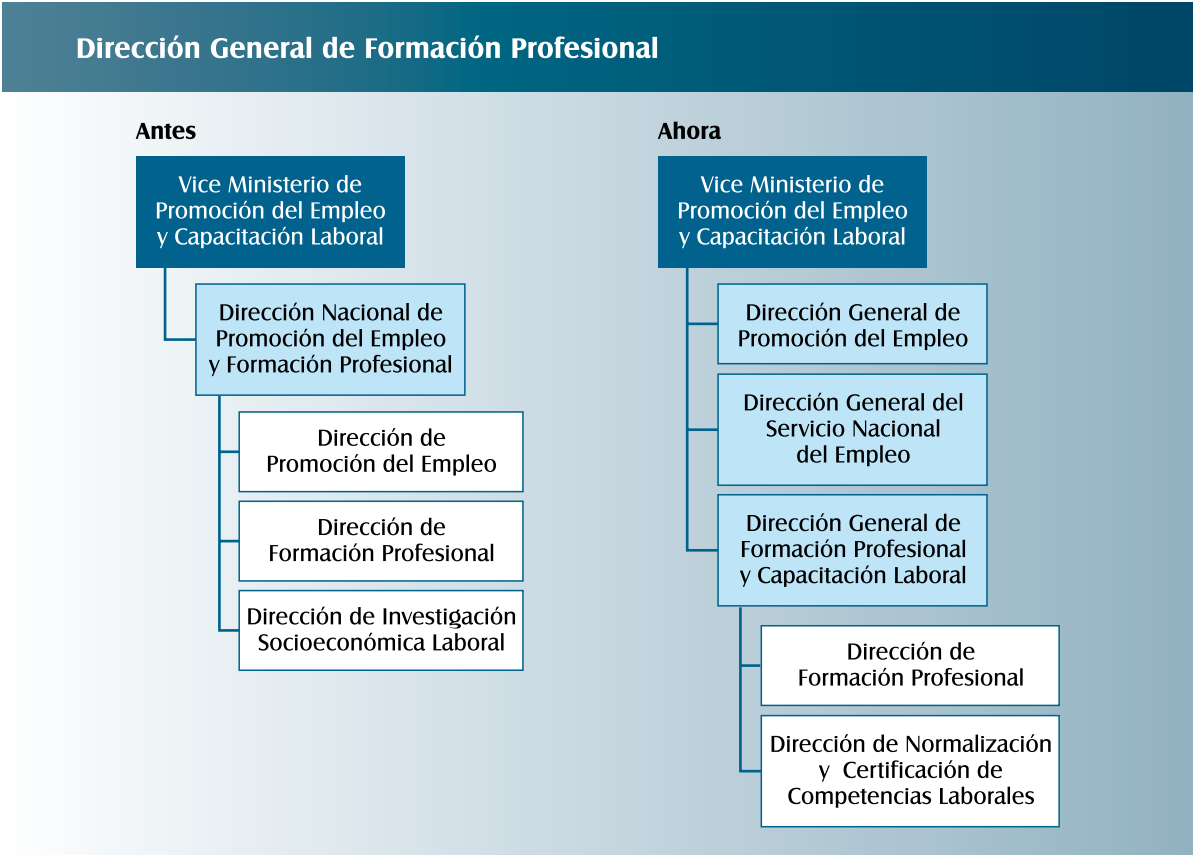 Dirección General de Formación Profesional
Antes
Vice Ministerio de
Promoción del Empleo
y Capacitación Laboral
Dirección Nacional de
Promoción del Empleo
y Formación Profesional
Dirección de
Promoción del Empleo
Dirección de
Formación Profesional
Dirección de Investigación
Socioeconómica Laboral
Ahora
Vice Ministerio de
Promoción del Empleo
y Capacitación Laboral
Dirección General de
Promoción del Empleo
Dirección General del
Servicio Nacional
del Empleo
Dirección General de
Formación Profesional
y Capacitación Laboral
Dirección de
Formación Profesional
Dirección de Normalización
y Certificación de
Competencias Laborales